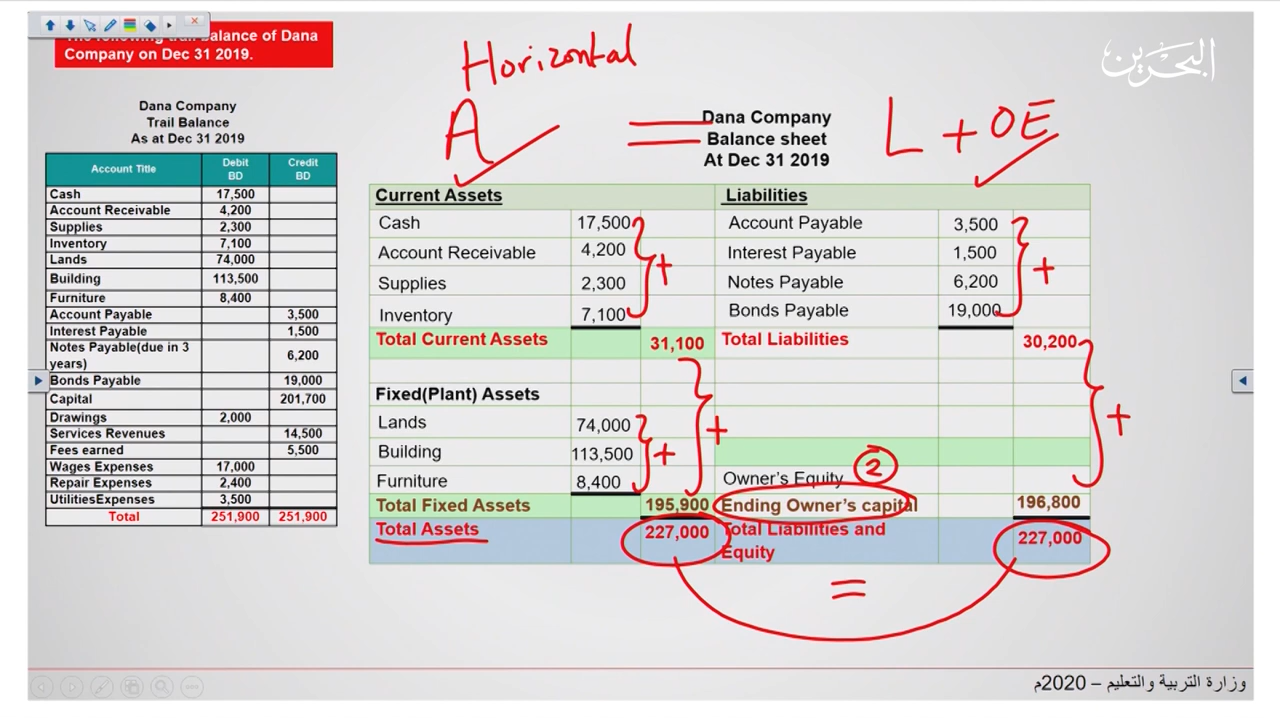 The following trail balance of Dana
Company on Dec 31 2019.
Horizontal
A
L + OE
البحرين
Dana Company
Trail Balance
As at Dec 31 2019
Account Title Debit BD Credit BD
Cash 17,500
Account Receivable 4,200
Supplies 2,300
Inventory 7,100
Lands 74,000
Building 113,500
Furniture 8,400
Account Payable 3,500
Interest Payable 1,500
Notes Payable(due in 3 years) 6,200
Bonds Payable 19,000
Capital 201,700
Drawings 2,000
Services Revenues 14,500
Fees earned 5,500
Wages Expenses 17,000
Repair Expenses 2,400
UtilitiesExpenses 3,500
Total 251,900 251,900
Dana Company
Balance sheet
At Dec 31 2019
Current Assets Liabilities
Cash 17,500 Account Payable 3,500
Account Receivable 4,200 Interest Payable 1,500
+ +
Supplies 2,300 Notes Payable 6,200
Inventory 7,100 Bonds Payable 19,000
Total Current Assets 31,100 Total Liabilities 30,200
Fixed(Plant) Assets
Lands 74,000
+ +
Building 113,500 +
Furniture 8,400 Owner's Equity 2
Total Fixed Assets 195,900 Ending Owner's capital 196,800
Total Assets 227,000 Total Liabilities and Equity 227,000
=
وزارة التربية والتعليم – 2020م